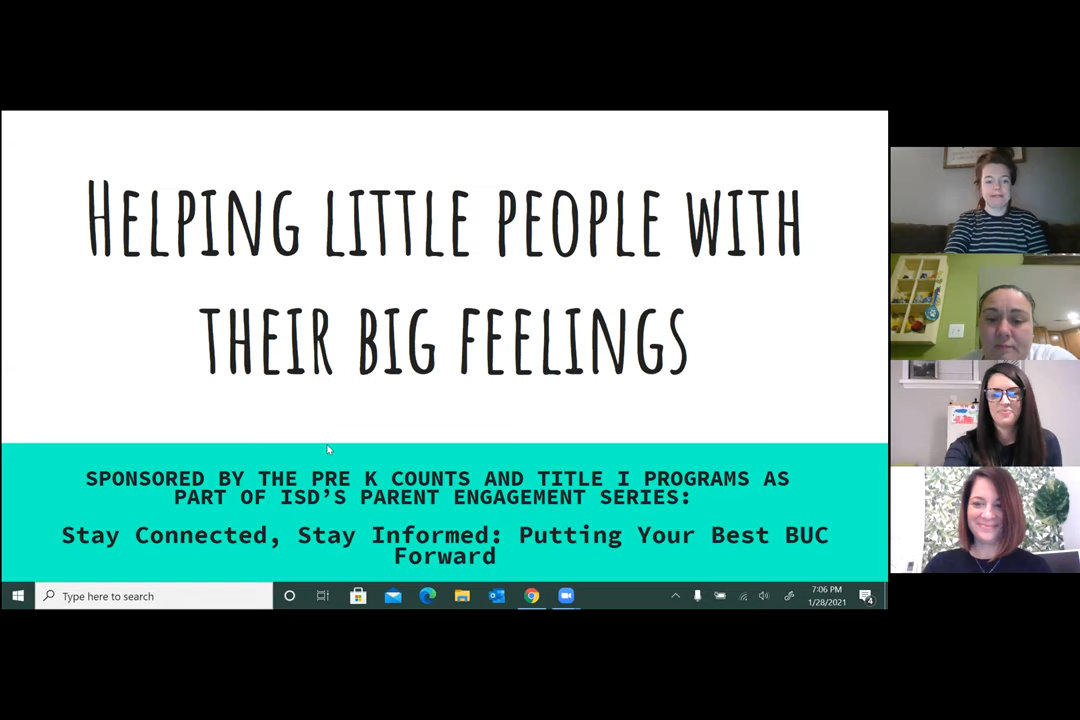 Helping little people with
their big feelings
SPONSORED BY THE PRE K COUNTS AND TITLE I PROGRAMS AS
PART OF ISD’S PARENT ENGAGEMENT SERIES:
Stay Connected, Stay Informed: Putting Your Best BUC
Forward
Type here to search
7:06 PM
1/28/2021
4